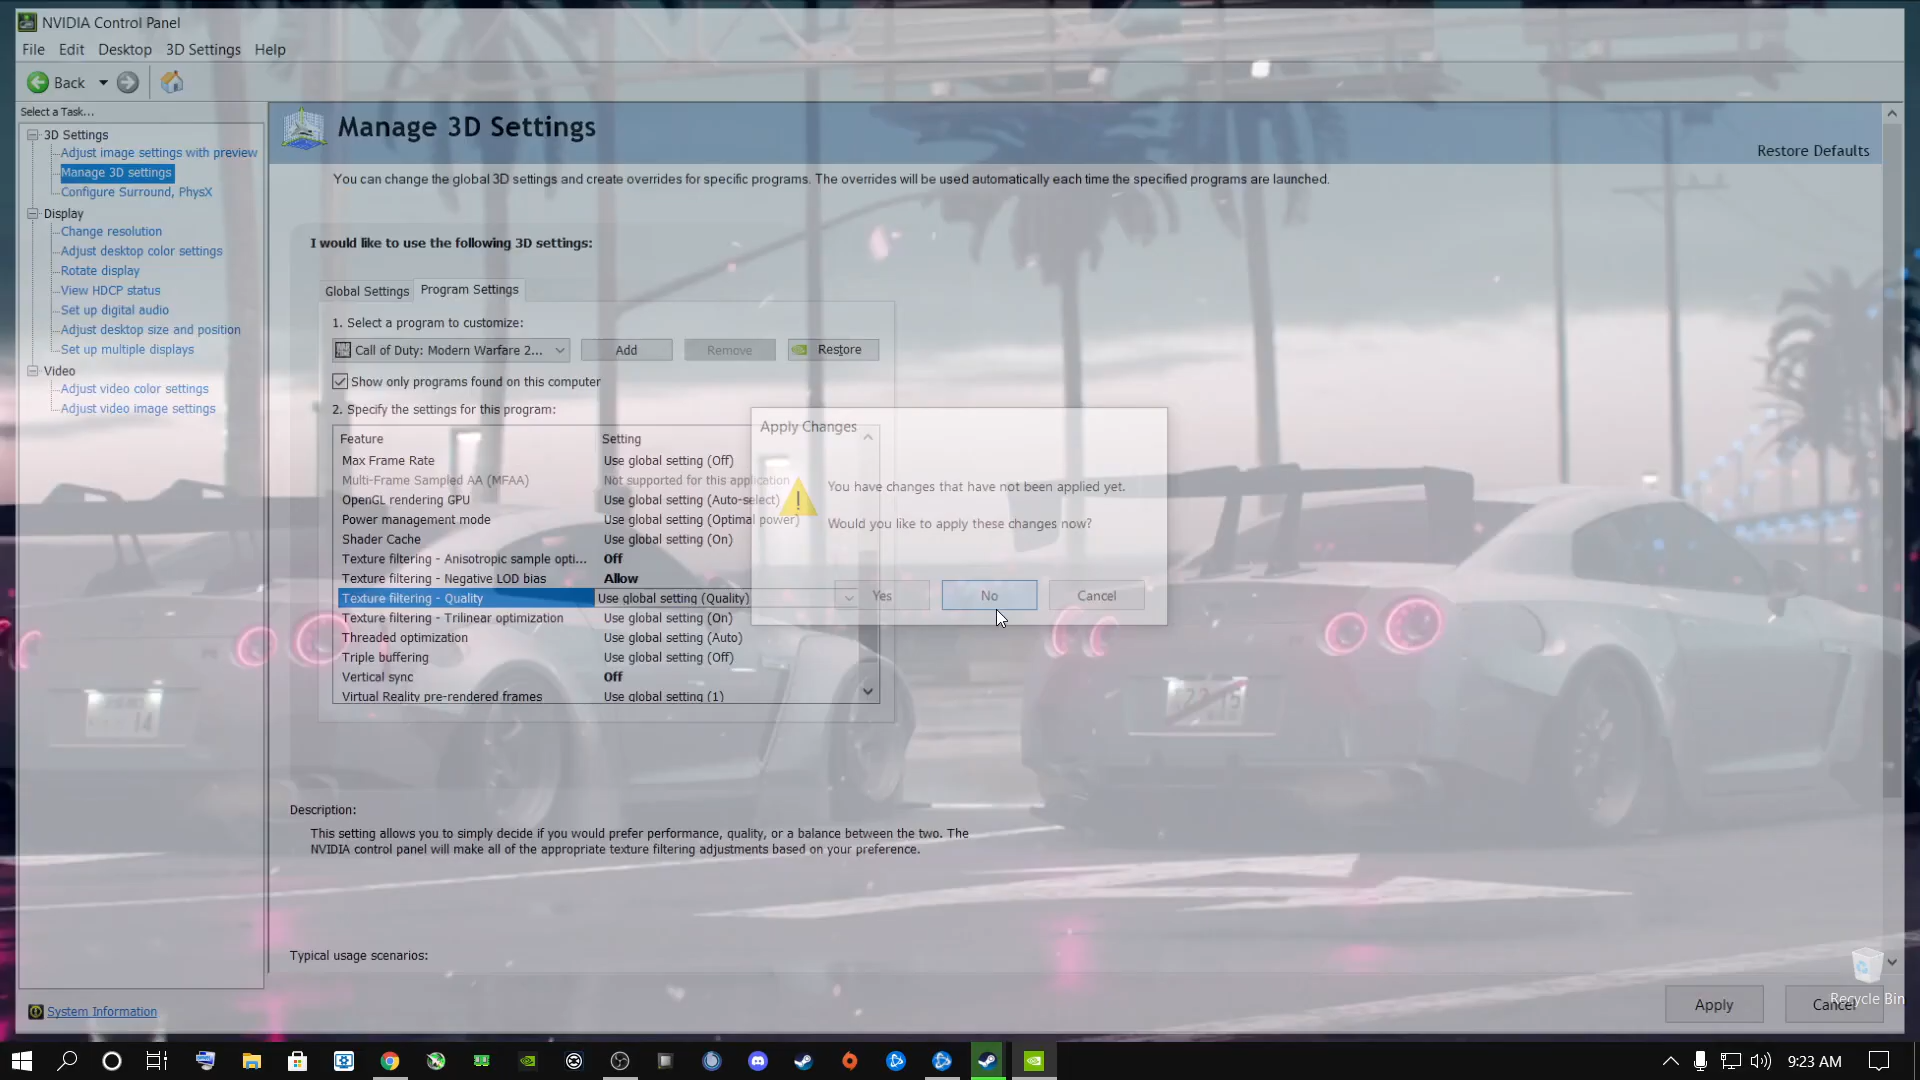 NVIDIA Control Panel
File Edit Desktop 3D Settings Help
Back
Select a Task...
3D Settings
Adjust image settings with preview
Manage 3D settings
Configure Surround, PhysX
Display
Change resolution
Adjust desktop color settings
Rotate display
View HDCP status
Set up digital audio
Adjust desktop size and position
Set up multiple displays
Video
Adjust video color settings
Adjust video image settings
System Information
Manage 3D Settings
Restore Defaults
You can change the global 3D settings and create overrides for specific programs. The overrides will be used automatically each time the specified programs are launched.
I would like to use the following 3D settings:
Global Settings Program Settings
1. Select a program to customize:
Call of Duty: Modern Warfare 2... Add Remove Restore
Show only programs found on this computer
2. Specify the settings for this program:
Feature Setting
Max Frame Rate Use global setting (Off)
Multi-Frame Sampled AA (MFAA) Not supported for this application
OpenGL rendering GPU Use global setting (Auto-select)
Power management mode Use global setting (Optimal power)
Shader Cache Use global setting (On)
Texture filtering - Anisotropic sample opti... Off
Texture filtering - Negative LOD bias Allow
Texture filtering - Quality Use global setting (Quality)
Texture filtering - Trilinear optimization Use global setting (On)
Threaded optimization Use global setting (Auto)
Triple buffering Use global setting (Off)
Vertical sync Off
Virtual Reality pre-rendered frames Use global setting (1)
Apply Changes
You have changes that have not been applied yet.
Would you like to apply these changes now?
Yes No Cancel
Description:
This setting allows you to simply decide if you would prefer performance, quality, or a balance between the two. The
NVIDIA control panel will make all of the appropriate texture filtering adjustments based on your preference.
Typical usage scenarios:
Apply Cancel
Recycle Bin
9:23 AM